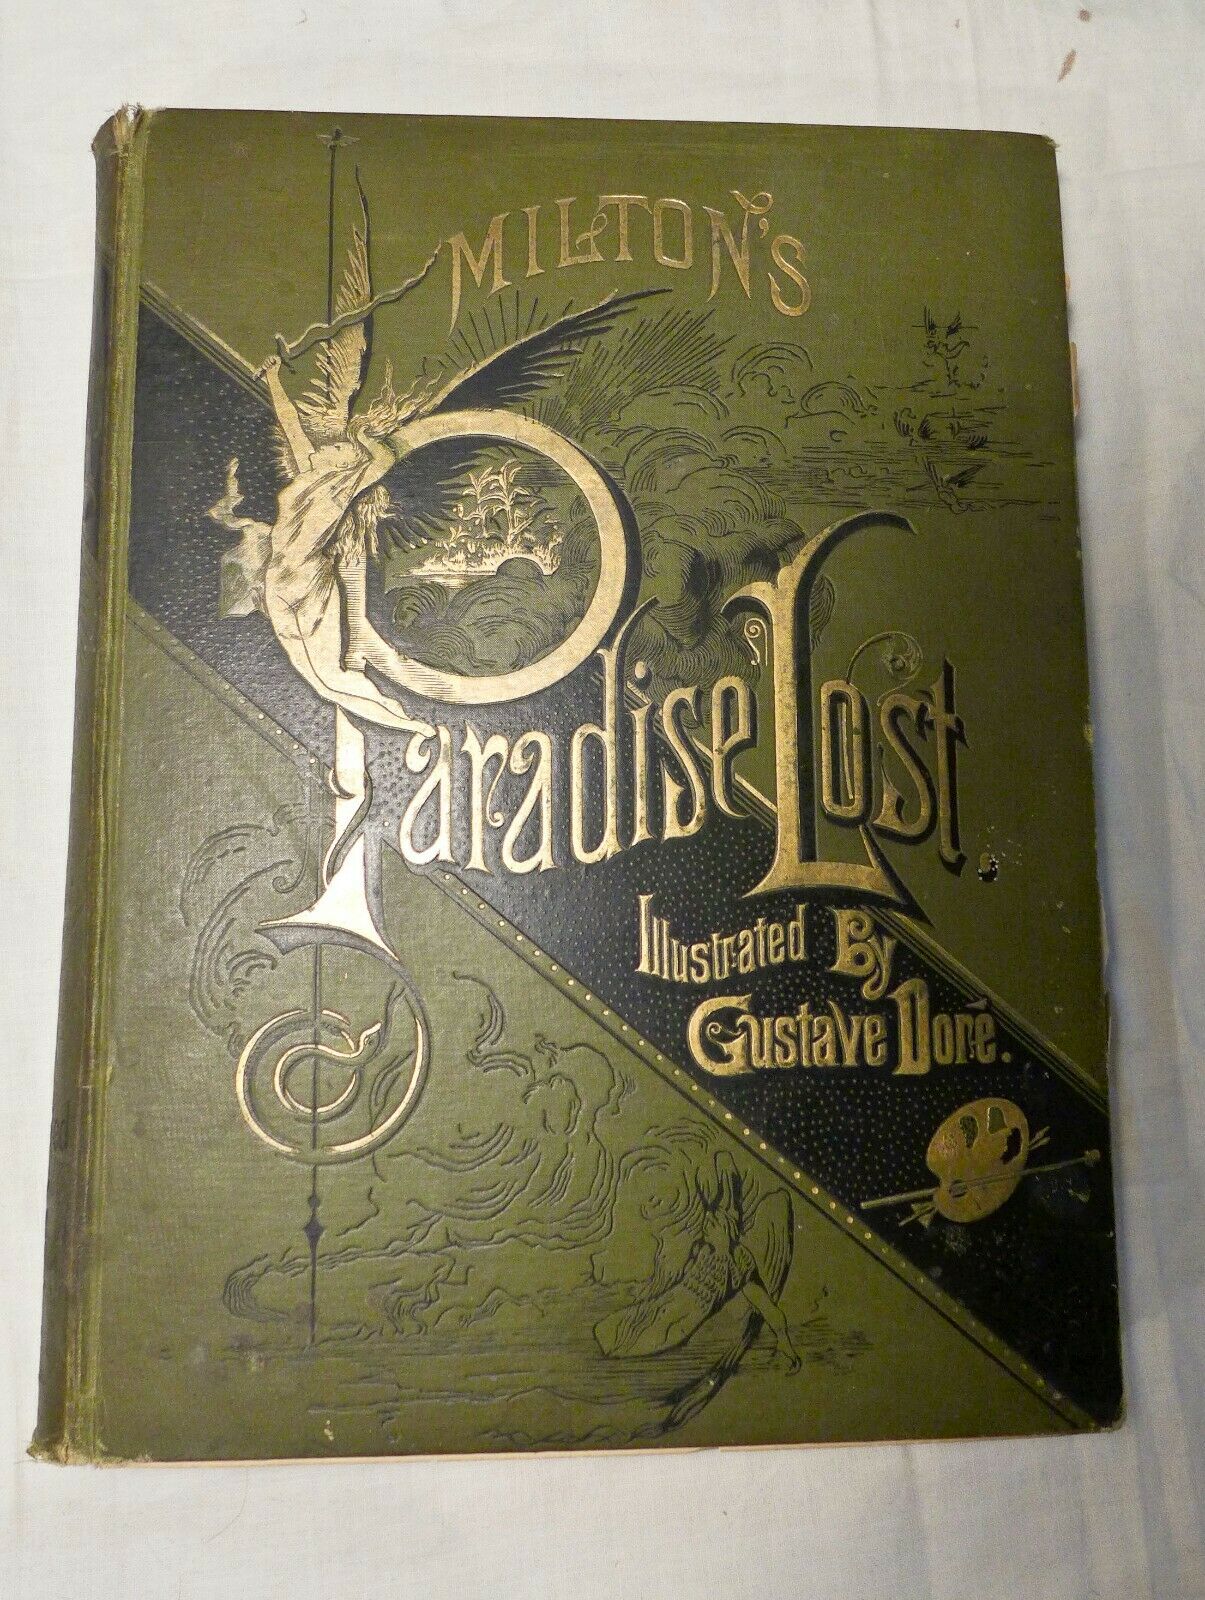 MILTON'S
Paradise Lost,
Illustrated By
Gustave Doré.